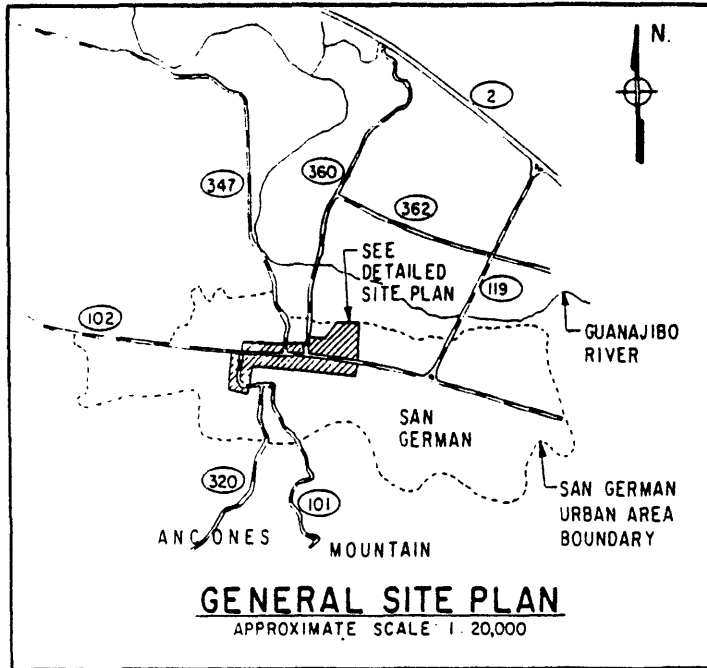 N.
2
347
360
362
SEE
DETAILED
SITE PLAN
119
102
GUANAJIBO
RIVER
SAN
GERMAN
320
101
SAN GERMAN
URBAN AREA
BOUNDARY
ANCONES
MOUNTAIN
GENERAL SITE PLAN
APPROXIMATE SCALE 1:20,000